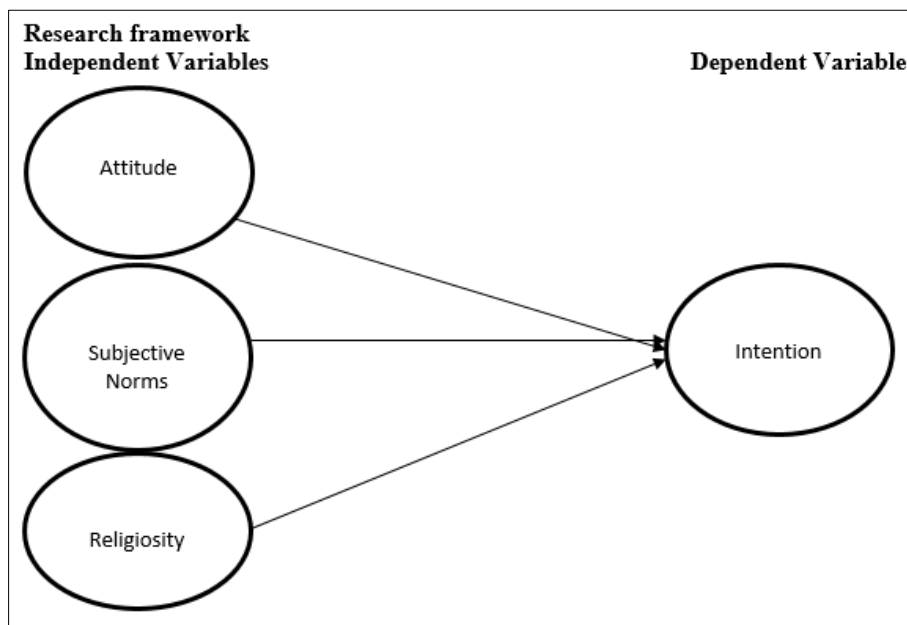 Research framework
Independent Variables
Dependent Variable
Attitude
Subjective
Norms
Intention
Religiosity